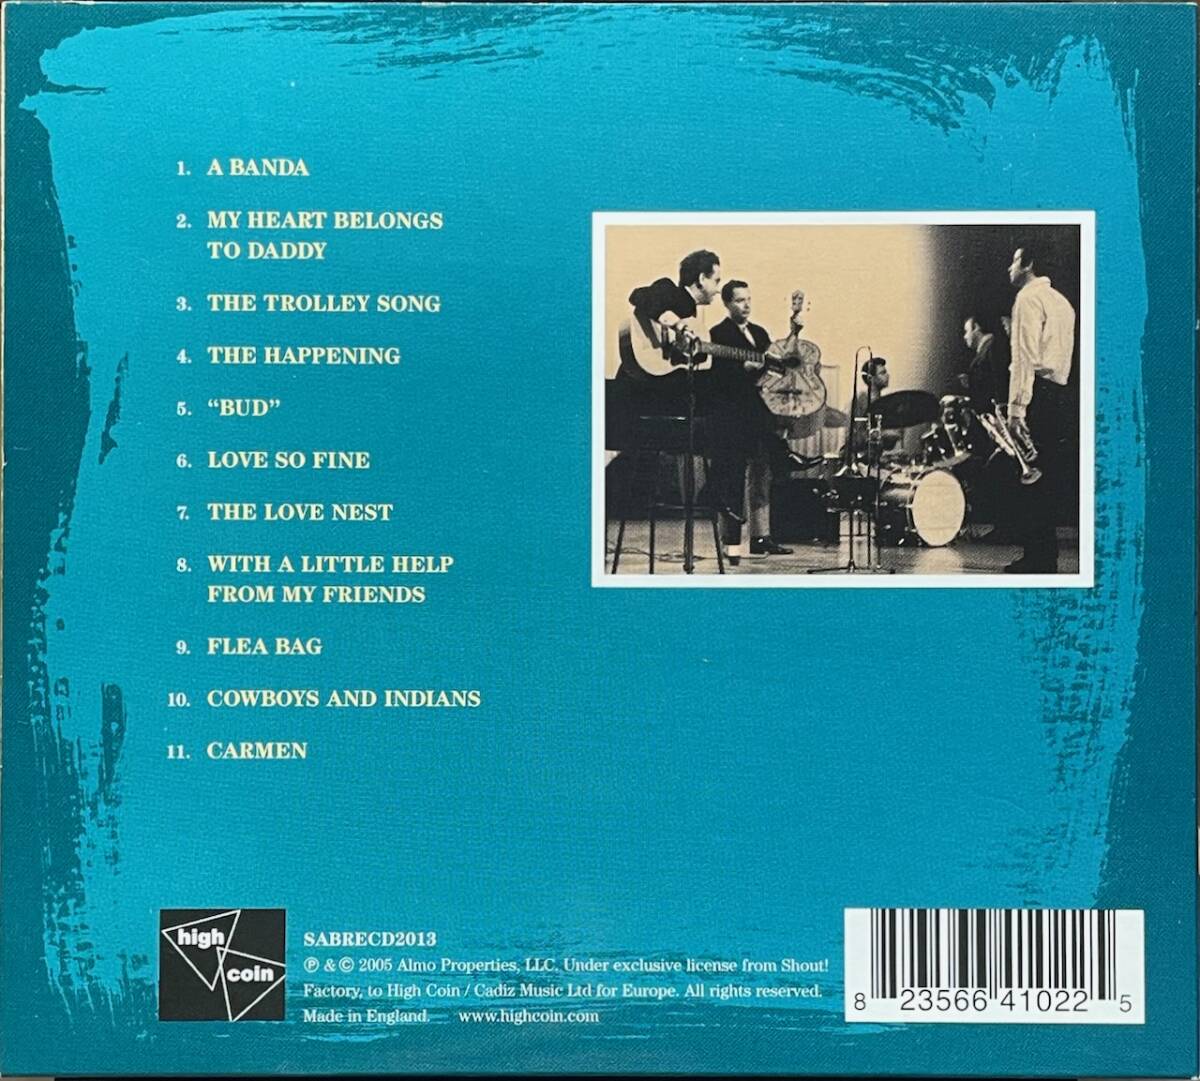 1. A BANDA
2. MY HEART BELONGS
TO DADDY
3. THE TROLLEY SONG
4. THE HAPPENING
5. “BUD”
6. LOVE SO FINE
7. THE LOVE NEST
8. WITH A LITTLE HELP
FROM MY FRIENDS
9. FLEA BAG
10. COWBOYS AND INDIANS
11. CARMEN
high
coin
SABRECD2013
℗ & © 2005 Almo Properties, LLC. Under exclusive license from Shout!
Factory, to High Coin / Cadiz Music Ltd for Europe. All rights reserved.
Made in England. www.highcoin.com
8 23566 41022 5